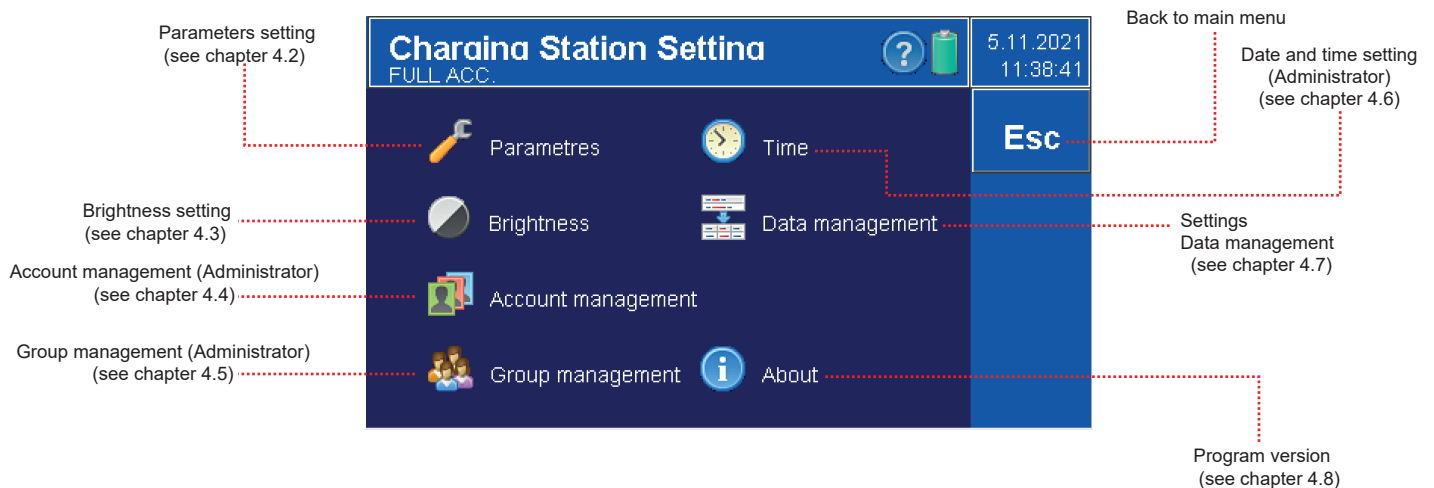 Parameters setting
(see chapter 4.2)
Brightness setting
(see chapter 4.3)
Account management (Administrator)
(see chapter 4.4)
Group management (Administrator)
(see chapter 4.5)
Charging Station Setting
FULL ACC.
?
5.11.2021
11:38:41
Parametres
Time
Esc
Brightness
Data management
Account management
Group management
i
About
Back to main menu
Date and time setting
(Administrator)
(see chapter 4.6)
Settings
Data management
(see chapter 4.7)
Program version
(see chapter 4.8)